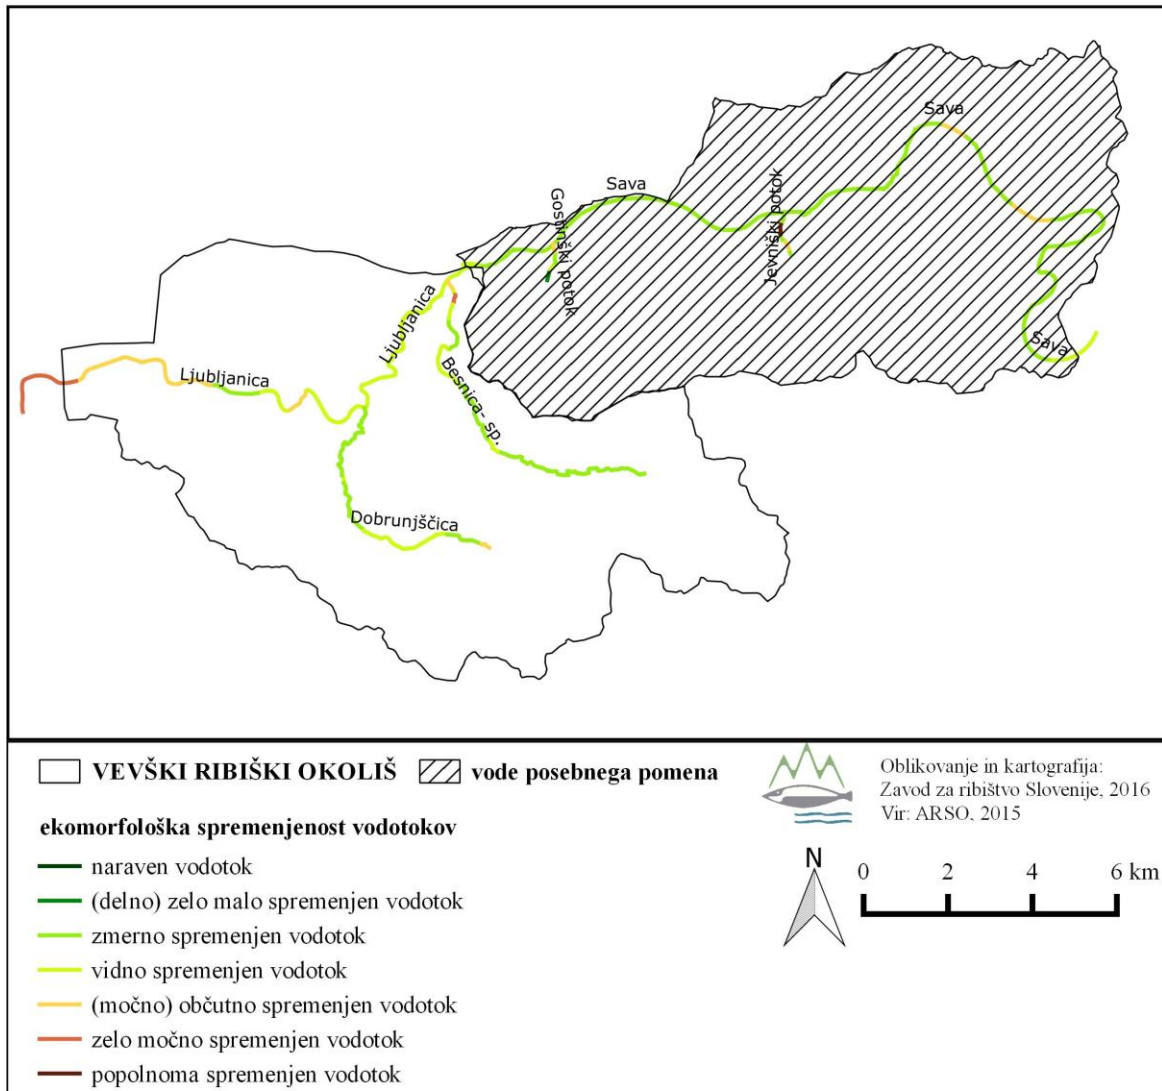 Sava
Sava
Gostinški potok
Jevniški potok
Ljubljanica
Ljubljanica
Besnica- sp.
Sava
Dobrunjščica
VEVŠKI RIBIŠKI OKOLIŠ
vode posebnega pomena
Oblikovanje in kartografija:
Zavod za ribištvo Slovenije, 2016
Vir: ARSO, 2015
ekomorfološka spremenjenost vodotokov
naraven vodotok
(delno) zelo malo spremenjen vodotok
zmerno spremenjen vodotok
vidno spremenjen vodotok
(močno) občutno spremenjen vodotok
zelo močno spremenjen vodotok
popolnoma spremenjen vodotok
N
0 2 4 6 km